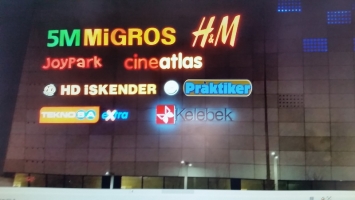 5M MiGROS H&M
JoyPark cineatlas
HD ISKENDER Praktiker
TEKNOSA extra Kelebek